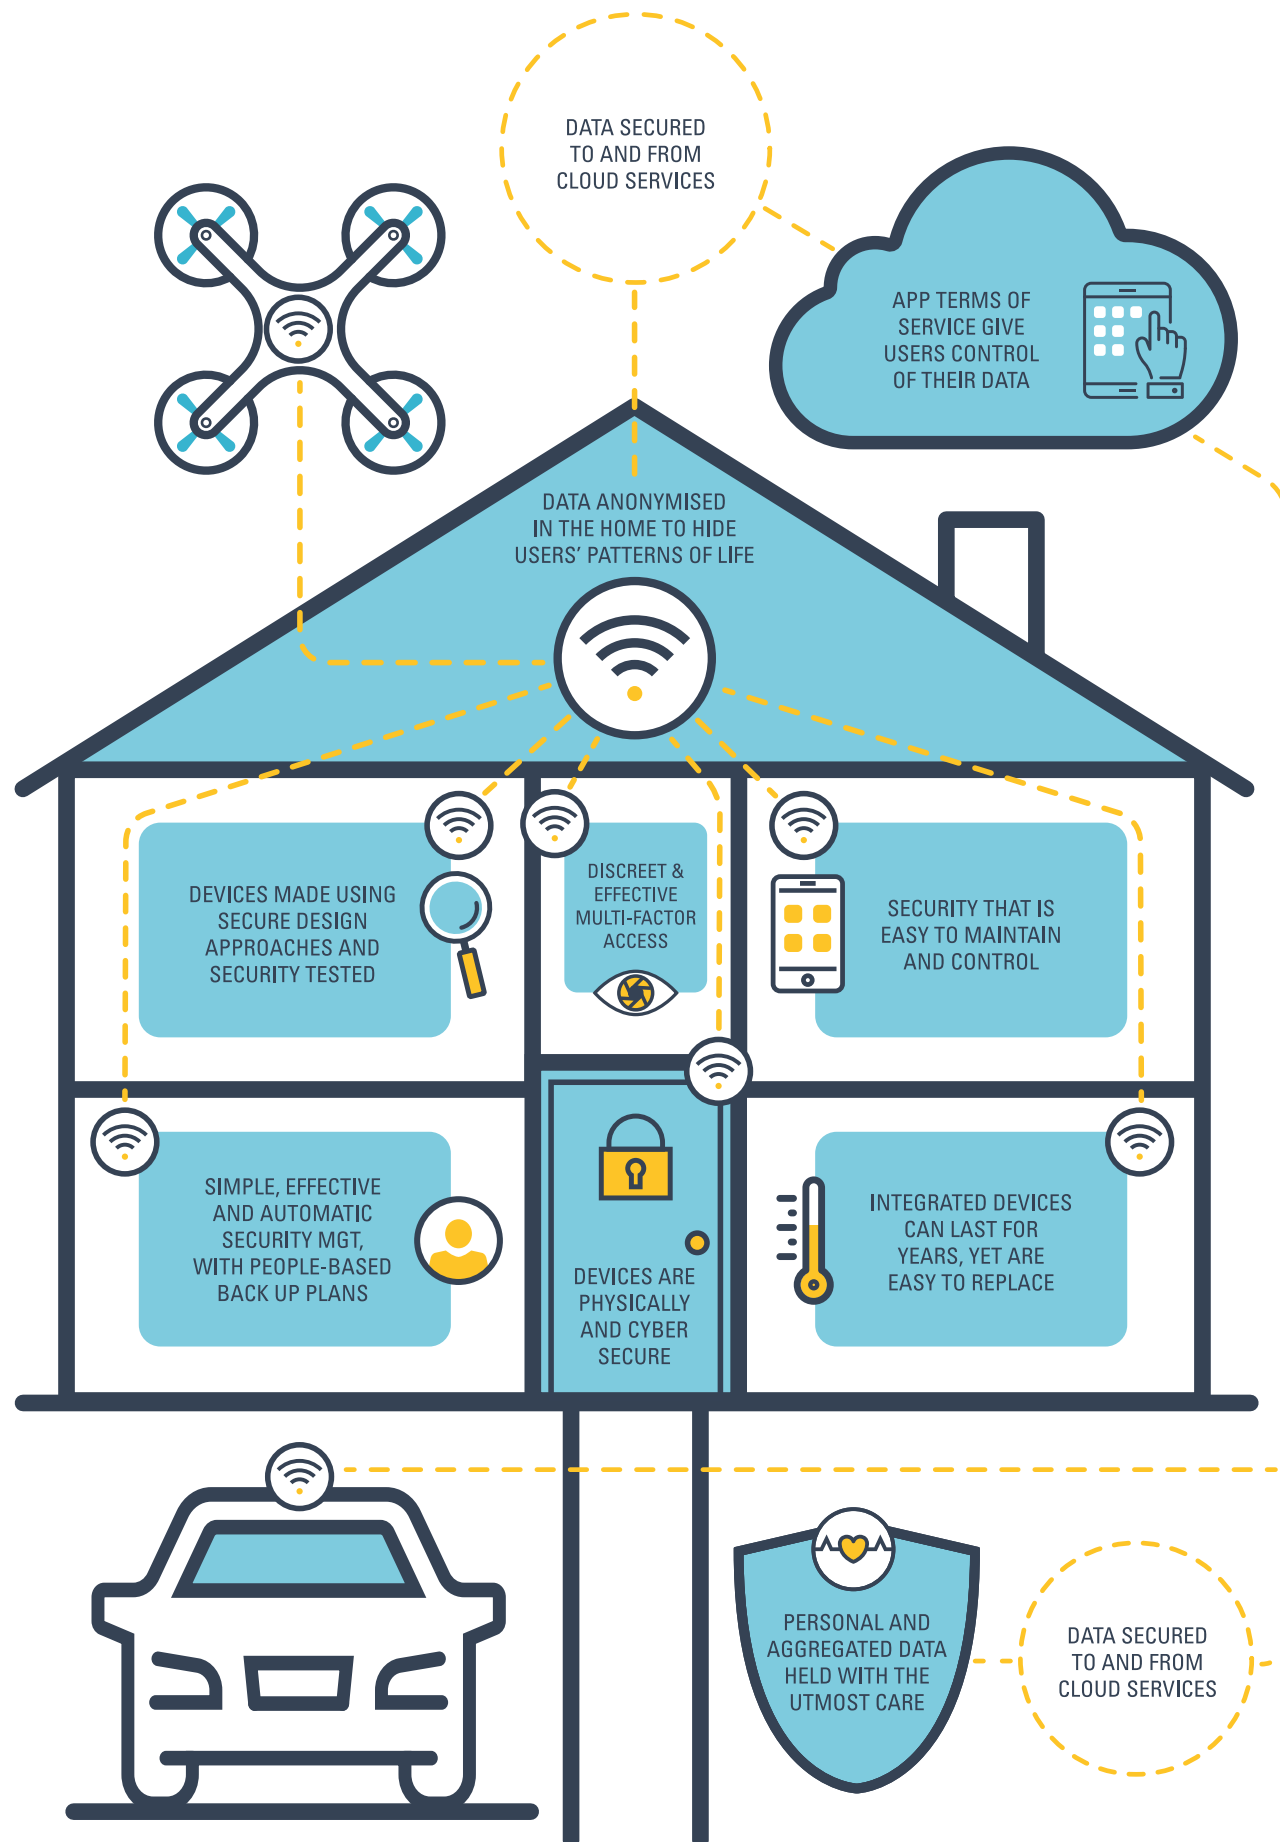 DATA SECURED
TO AND FROM
CLOUD SERVICES
APP TERMS OF
SERVICE GIVE
USERS CONTROL
OF THEIR DATA
DATA ANONYMISED
IN THE HOME TO HIDE
USERS’ PATTERNS OF LIFE
DEVICES MADE USING
SECURE DESIGN
APPROACHES AND
SECURITY TESTED
DISCREET &
EFFECTIVE
MULTI-FACTOR
ACCESS
SECURITY THAT IS
EASY TO MAINTAIN
AND CONTROL
SIMPLE, EFFECTIVE
AND AUTOMATIC
SECURITY MGT,
WITH PEOPLE-BASED
BACK UP PLANS
DEVICES ARE
PHYSICALLY
AND CYBER
SECURE
INTEGRATED DEVICES
CAN LAST FOR
YEARS, YET ARE
EASY TO REPLACE
PERSONAL AND
AGGREGATED DATA
HELD WITH THE
UTMOST CARE
DATA SECURED
TO AND FROM
CLOUD SERVICES